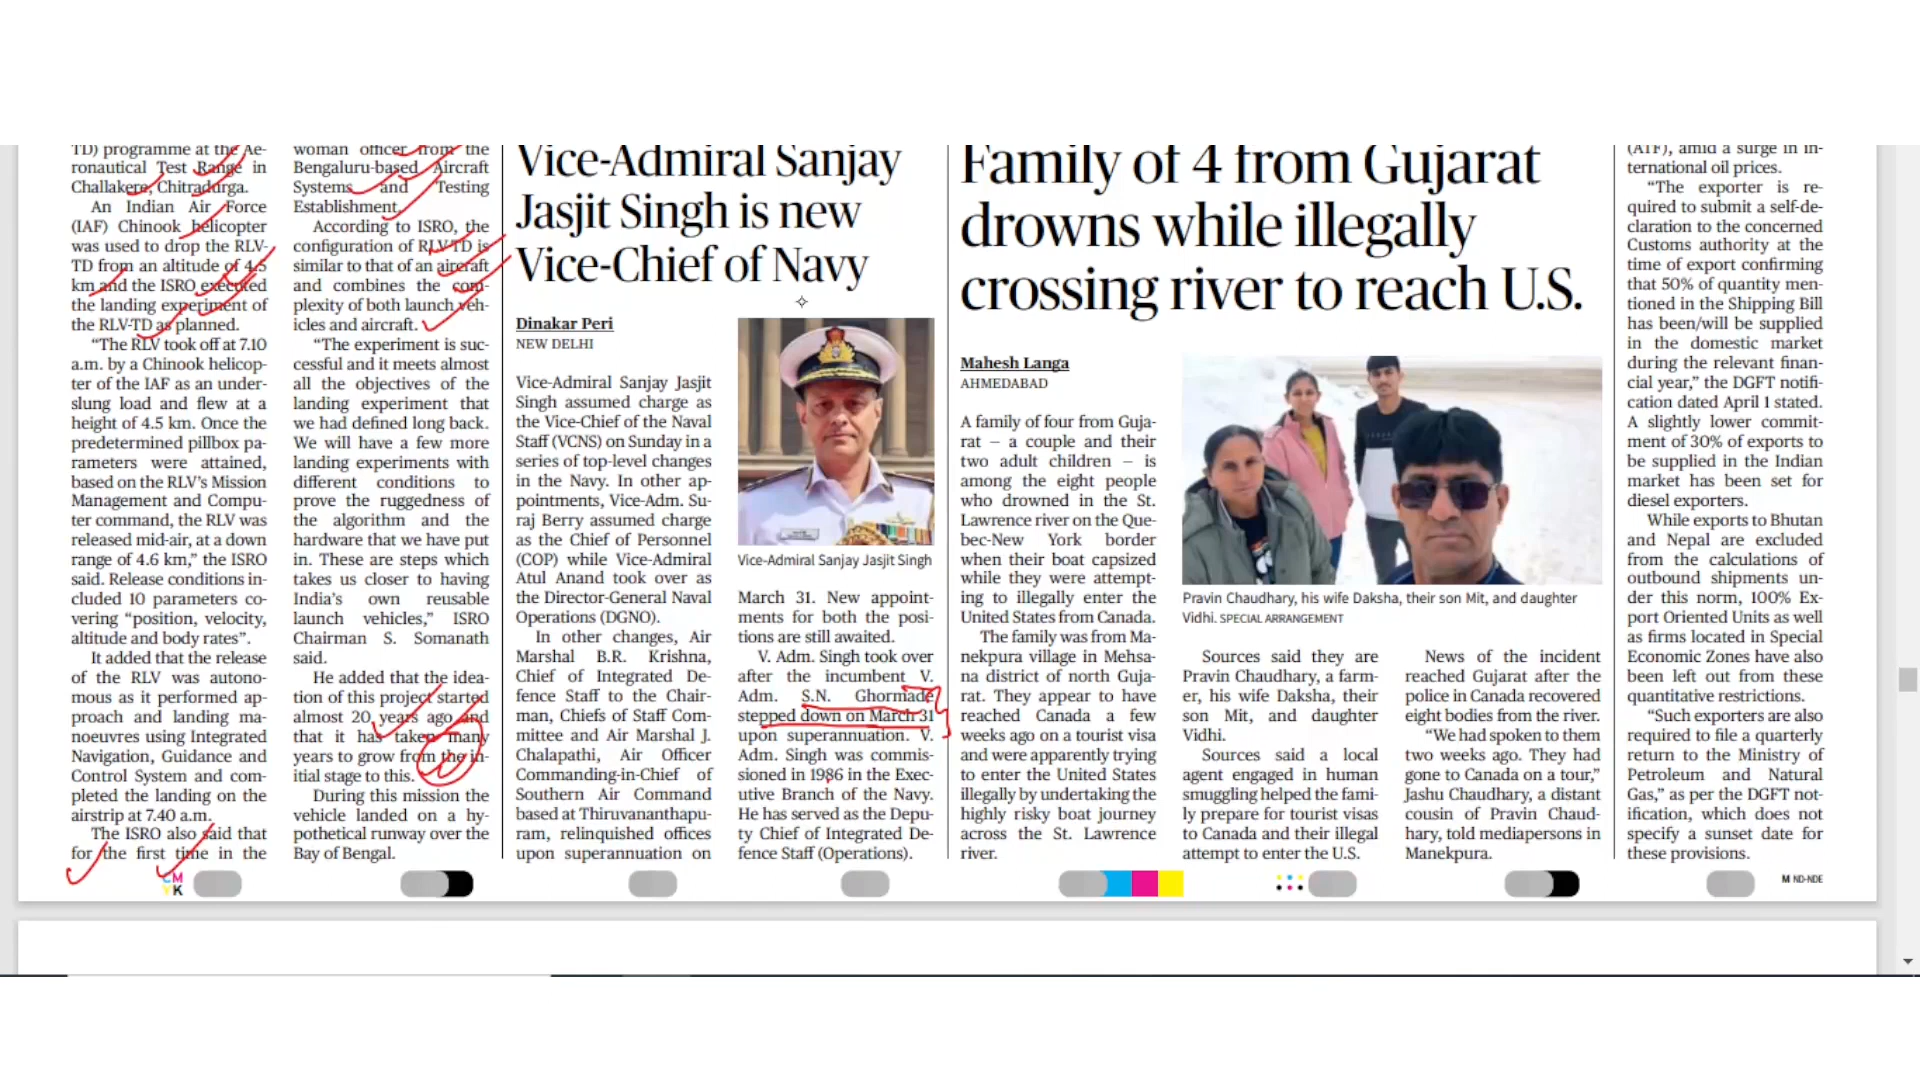 TD) programme at the Ae-
ronautical Test Range in
Challakere, Chitradurga.
An Indian Air Force
(IAF) Chinook helicopter
was used to drop the RLV-
TD from an altitude of 4.5
km and the ISRO executed
the landing experiment of
the RLV-TD as planned.
“The RLV took off at 7.10
a.m. by a Chinook helicop-
ter of the IAF as an under-
slung load and flew at a
height of 4.5 km. Once the
predetermined pillbox pa-
rameters were attained,
based on the RLV’s Mission
Management and Compu-
ter command, the RLV was
released mid-air, at a down
range of 4.6 km,” the ISRO
said. Release conditions in-
cluded 10 parameters co-
vering “position, velocity,
altitude and body rates”.
It added that the release
of the RLV was autono-
mous as it performed ap-
proach and landing ma-
noeuvres using Integrated
Navigation, Guidance and
Control System and com-
pleted the landing on the
airstrip at 7.40 a.m.
The ISRO also said that
for the first time in the
woman officer from the
Bengaluru-based Aircraft
Systems and Testing
Establishment.
According to ISRO, the
configuration of RLV-TD is
similar to that of an aircraft
and combines the com-
plexity of both launch veh-
icles and aircraft.
“The experiment is suc-
cessful and it meets almost
all the objectives of the
landing experiment that
we had defined long back.
We will have a few more
landing experiments with
different conditions to
prove the ruggedness of
the algorithm and the
hardware that we have put
in. These are steps which
takes us closer to having
India’s own reusable
launch vehicles,” ISRO
Chairman S. Somanath
said.
He added that the idea-
tion of this project started
almost 20 years ago and
that it has taken many
years to grow from the in-
itial stage to this.
During this mission the
vehicle landed on a hy-
pothetical runway over the
Bay of Bengal.
Vice-Admiral Sanjay
Jasjit Singh is new
Vice-Chief of Navy
Dinakar Peri
NEW DELHI
Vice-Admiral Sanjay Jasjit
Singh assumed charge as
the Vice-Chief of the Naval
Staff (VCNS) on Sunday in a
series of top-level changes
in the Navy. In other ap-
pointments, Vice-Adm. Su-
raj Berry assumed charge
as the Chief of Personnel
(COP) while Vice-Admiral
Atul Anand took over as
the Director-General Naval
Operations (DGNO).
In other changes, Air
Marshal B.R. Krishna,
Chief of Integrated De-
fence Staff to the Chair-
man, Chiefs of Staff Com-
mittee and Air Marshal J.
Chalapathi, Air Officer
Commanding-in-Chief of
Southern Air Command
based at Thiruvananthapu-
ram, relinquished offices
upon superannuation on
Vice-Admiral Sanjay Jasjit Singh
March 31. New appoint-
ments for both the posi-
tions are still awaited.
V. Adm. Singh took over
after the incumbent V.
Adm. S.N. Ghormade
stepped down on March 31
upon superannuation. V.
Adm. Singh was commis-
sioned in 1986 in the Exec-
utive Branch of the Navy.
He has served as the Depu-
ty Chief of Integrated De-
fence Staff (Operations).
Family of 4 from Gujarat
drowns while illegally
crossing river to reach U.S.
Mahesh Langa
AHMEDABAD
A family of four from Guja-
rat — a couple and their
two adult children — is
among the eight people
who drowned in the St.
Lawrence river on the Que-
bec-New York border
when their boat capsized
while they were attempt-
ing to illegally enter the
United States from Canada.
The family was from Ma-
nekpura village in Mehsa-
na district of north Guja-
rat. They appear to have
reached Canada a few
weeks ago on a tourist visa
and were apparently trying
to enter the United States
illegally by undertaking the
highly risky boat journey
across the St. Lawrence
river.
Pravin Chaudhary, his wife Daksha, their son Mit, and daughter
Vidhi. SPECIAL ARRANGEMENT
Sources said they are
Pravin Chaudhary, a farm-
er, his wife Daksha, their
son Mit, and daughter
Vidhi.
Sources said a local
agent engaged in human
smuggling helped the fami-
ly prepare for tourist visas
to Canada and their illegal
attempt to enter the U.S.
News of the incident
reached Gujarat after the
police in Canada recovered
eight bodies from the river.
“We had spoken to them
two weeks ago. They had
gone to Canada on a tour,”
Jashu Chaudhary, a distant
cousin of Pravin Chaud-
hary, told mediapersons in
Manekpura.
(ATF), amid a surge in in-
ternational oil prices.
“The exporter is re-
quired to submit a self-de-
claration to the concerned
Customs authority at the
time of export confirming
that 50% of quantity men-
tioned in the Shipping Bill
has been/will be supplied
in the domestic market
during the relevant finan-
cial year,” the DGFT notifi-
cation dated April 1 stated.
A slightly lower commit-
ment of 30% of exports to
be supplied in the Indian
market has been set for
diesel exporters.
While exports to Bhutan
and Nepal are excluded
from the calculations of
outbound shipments un-
der this norm, 100% Ex-
port Oriented Units as well
as firms located in Special
Economic Zones have also
been left out from these
quantitative restrictions.
“Such exporters are also
required to file a quarterly
return to the Ministry of
Petroleum and Natural
Gas,” as per the DGFT not-
ification, which does not
specify a sunset date for
these provisions.
CM
YK
M ND-NDE